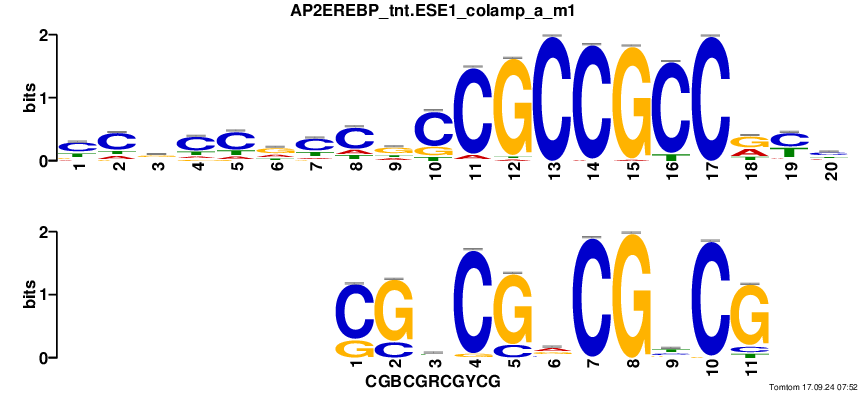 AP2EREBP_tnt.ESE1_colamp_a_m1
2
1
0
bits
C C C C G C C G C G C G C C G C C G A C T
1 2 3 4 5 6 7 8 9 10 11 12 13 14 15 16 17 18 19 20
2
1
0
bits
C G G C C G C C G C G C
1 2 3 4 5 6 7 8 9 10 11
CGBCGRCGYCG
Tomtom 17.09.24 07:52